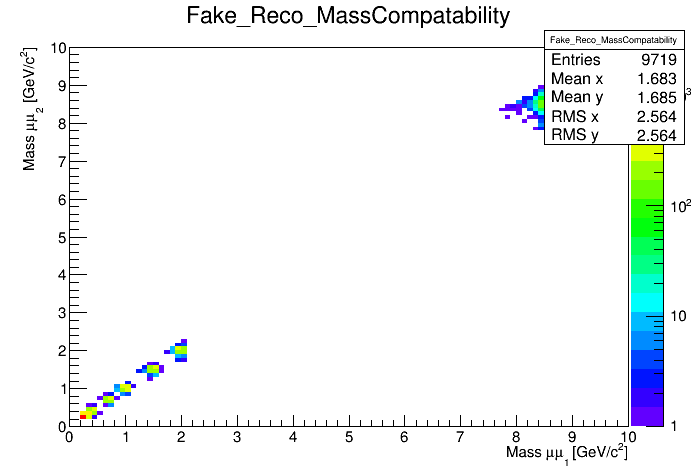 Fake_Reco_MassCompatability
Fake_Reco_MassCompatability
Entries 9719
Mean x 1.683
Mean y 1.685
RMS x 2.564
RMS y 2.564
Mass μμ₂ [GeV/c²]
10
9
8
7
6
5
4
3
2
1
0
0 1 2 3 4 5 6 7 8 9 10
Mass μμ₁ [GeV/c²]
10²
10
1